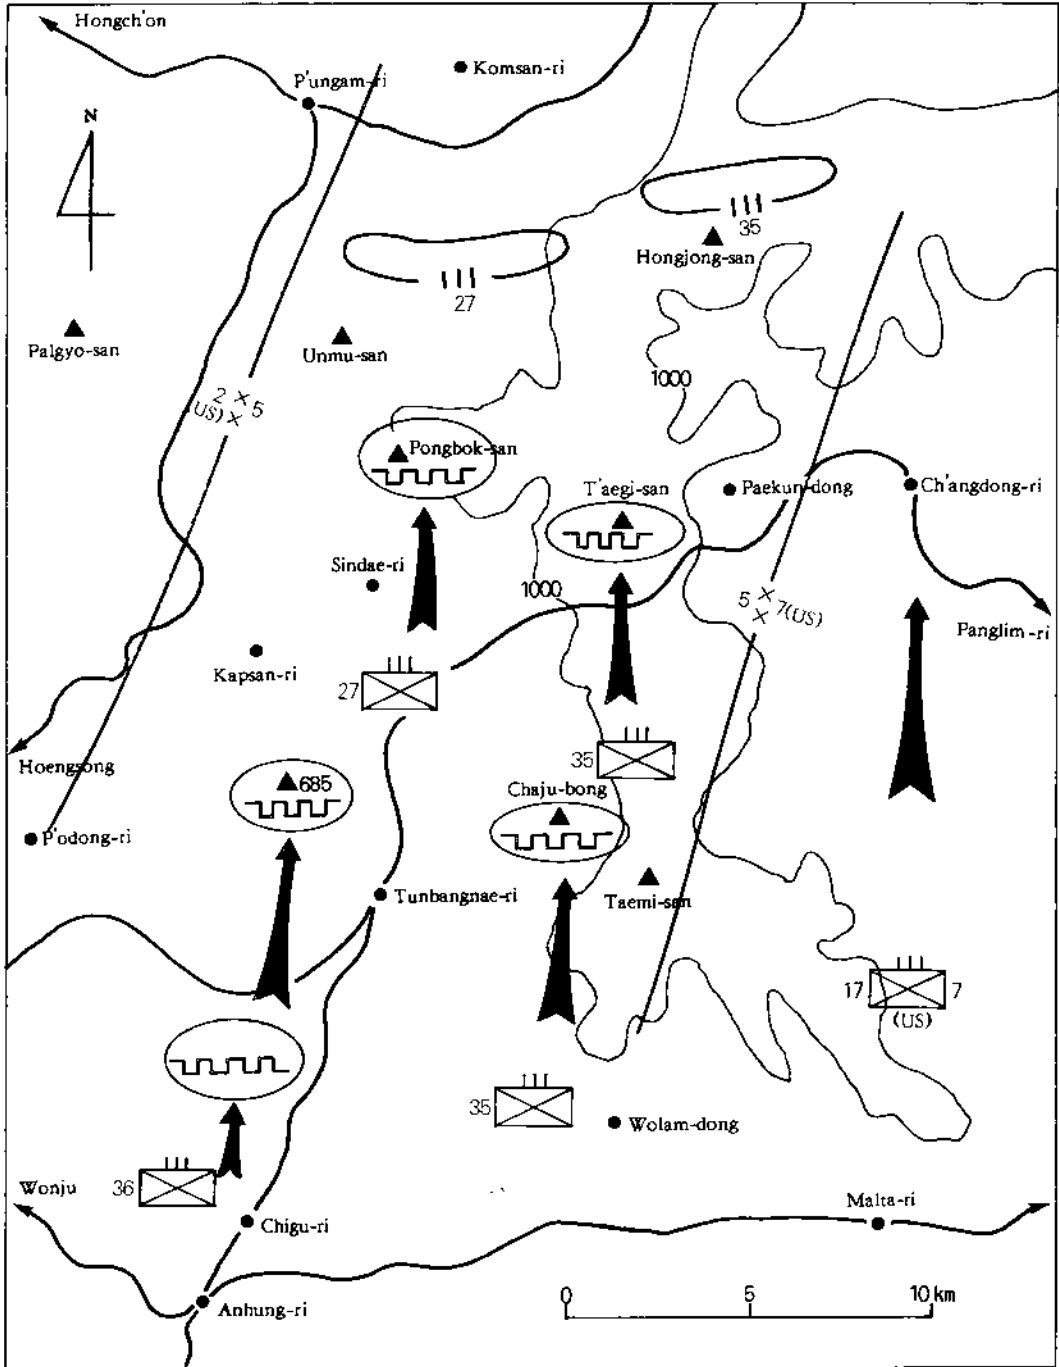 Hongch'on
P'ungam-ri
Komsan-ri
N
35
Hongjong-san
27
Palgyo-san
Unmu-san
1000
2 × 5
(US) ×
Pongbok-san
T'aegi-san
Paekun-dong
Ch'angdong-ri
Sindae-ri
1000
5 × 7(US)
×
Panglim-ri
Kapsan-ri
27
Hoengsong
35
685
Chaju-bong
P'odong-ri
Tunbangnae-ri
Taemi-san
17 7
(US)
35
Wolam-dong
Wonju
36
Malta-ri
Chigu-ri
Anhung-ri
0 5 10 km